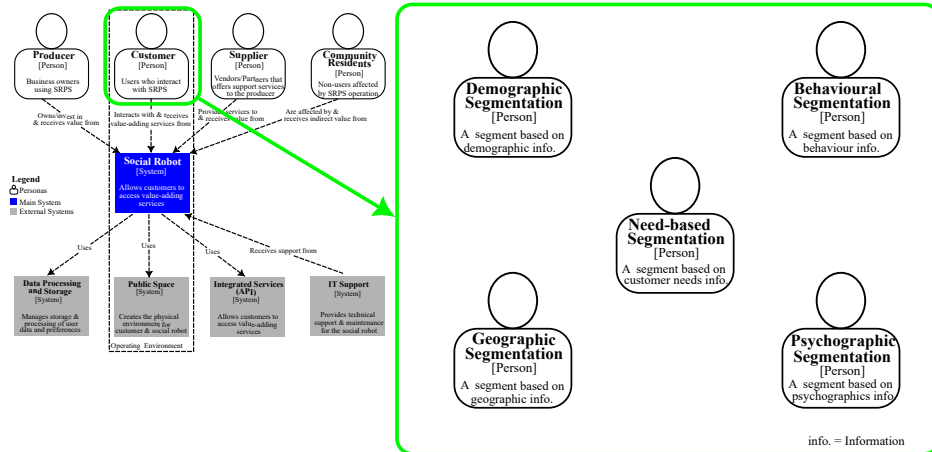 Producer
[Person]
Business owners
using SRPS
Customer
[Person]
Users who interact
with SRPS
Supplier
[Person]
Vendors/Partners that
offers support services
to the producer
Community
Residents
[Person]
Non-users affected
by SRPS operation
Owns/invest in
& receives value from
Interacts with & receives
value-adding services from
Provides services to
& receives value from
Are affected by &
receives indirect value from
Social Robot
[System]
Allows customers to
access value-adding
services
Legend
Personas
Main System
External Systems
Uses
Uses
Uses
Receives support from
Data Processing
and Storage
[System]
Manages storage &
processing of user
data and preferences
Public Space
[System]
Creates the physical
environment for
customer & social robot
Integrated Services
(API)
[System]
Allows customers to
access value-adding
services
IT Support
[System]
Provides technical
support & maintenance
for the social robot
Operating Environment
Demographic
Segmentation
[Person]
A segment based on
demographic info.
Behavioural
Segmentation
[Person]
A segment based on
behaviour info.
Need-based
Segmentation
[Person]
A segment based on
customer needs info.
Geographic
Segmentation
[Person]
A segment based on
geographic info.
Psychographic
Segmentation
[Person]
A segment based on
psychographics info.
info. = Information